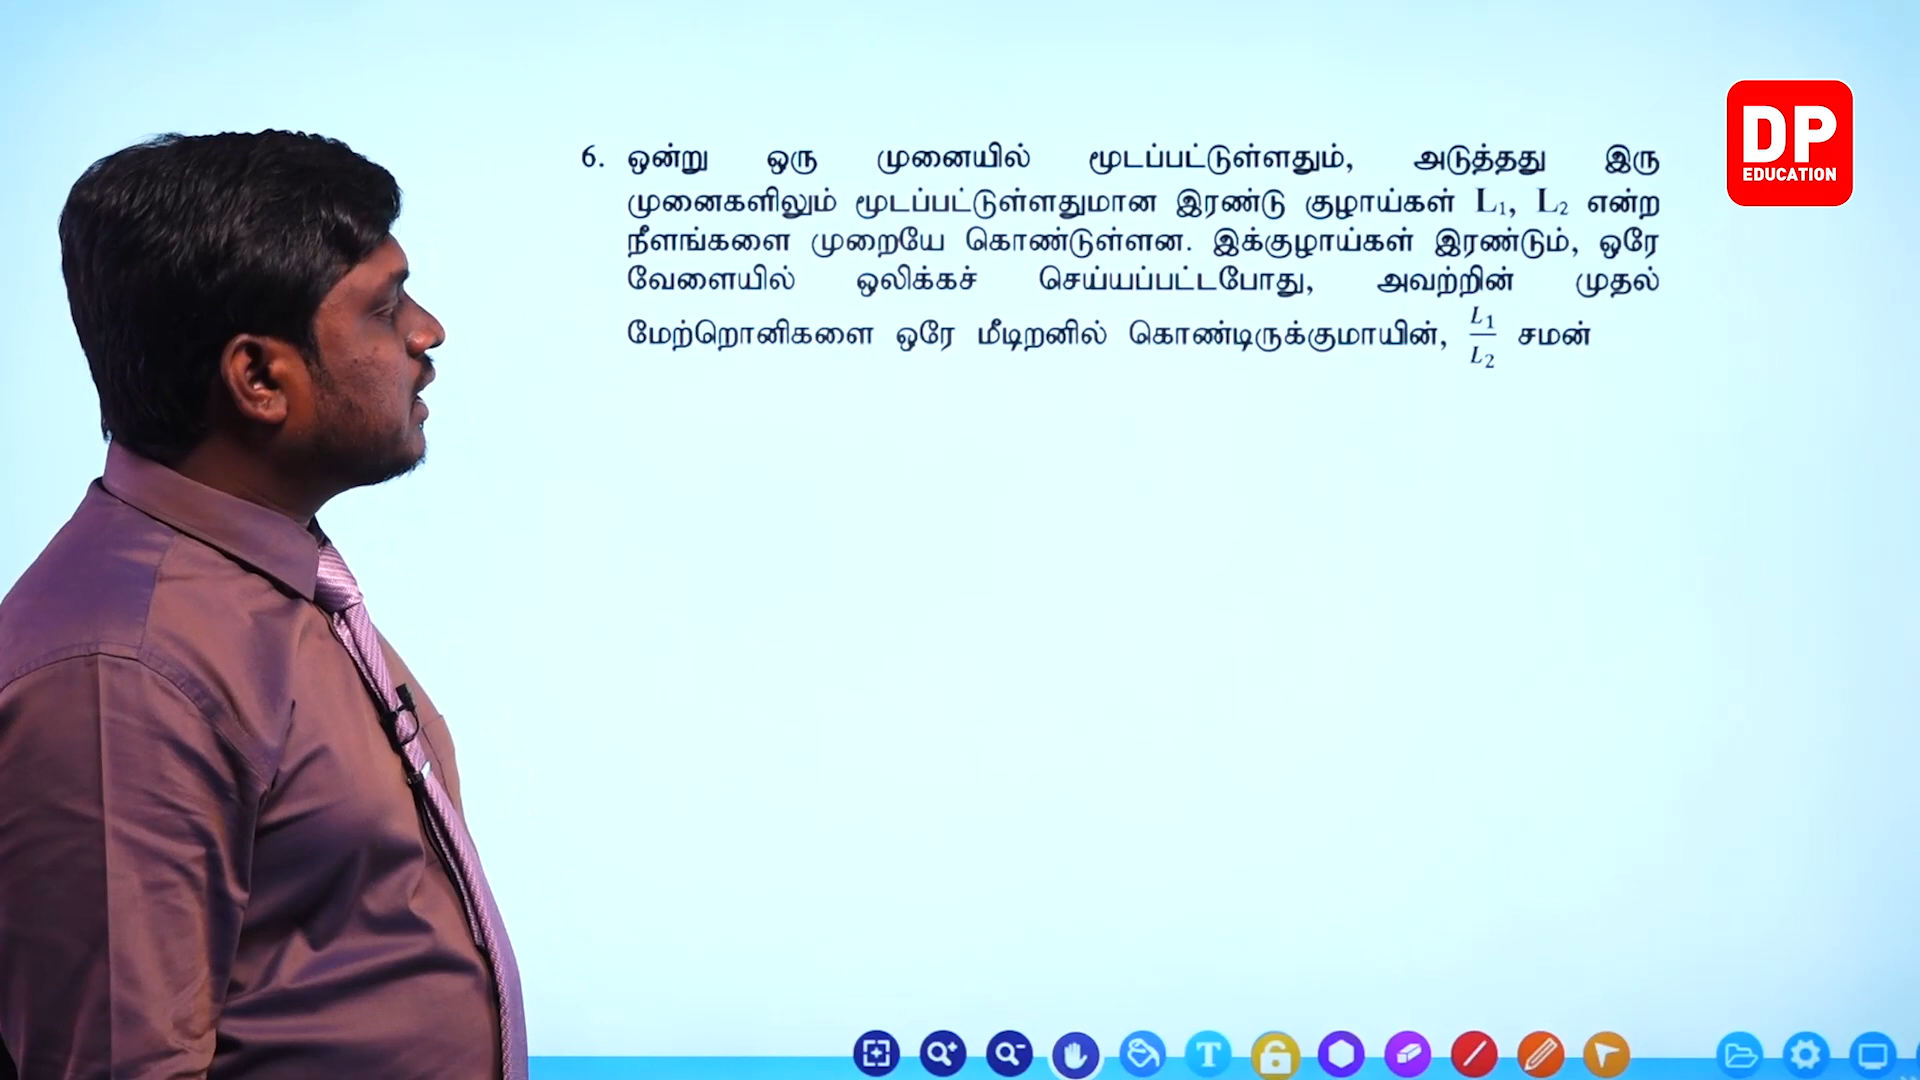 DP
EDUCATION
6. ஒன்று ஒரு முனையில் மூடப்பட்டுள்ளதும், அடுத்தது இரு
முனைகளிலும் மூடப்பட்டுள்ளதுமான இரண்டு குழாய்கள் L₁, L₂ என்ற
நீளங்களை முறையே கொண்டுள்ளன. இக்குழாய்கள் இரண்டும், ஒரே
வேளையில் ஒலிக்கச் செய்யப்பட்டபோது, அவற்றின் முதல்
மேற்றொனிகளை ஒரே மீடிறனில் கொண்டிருக்குமாயின், L₁/L₂ சமன்
T